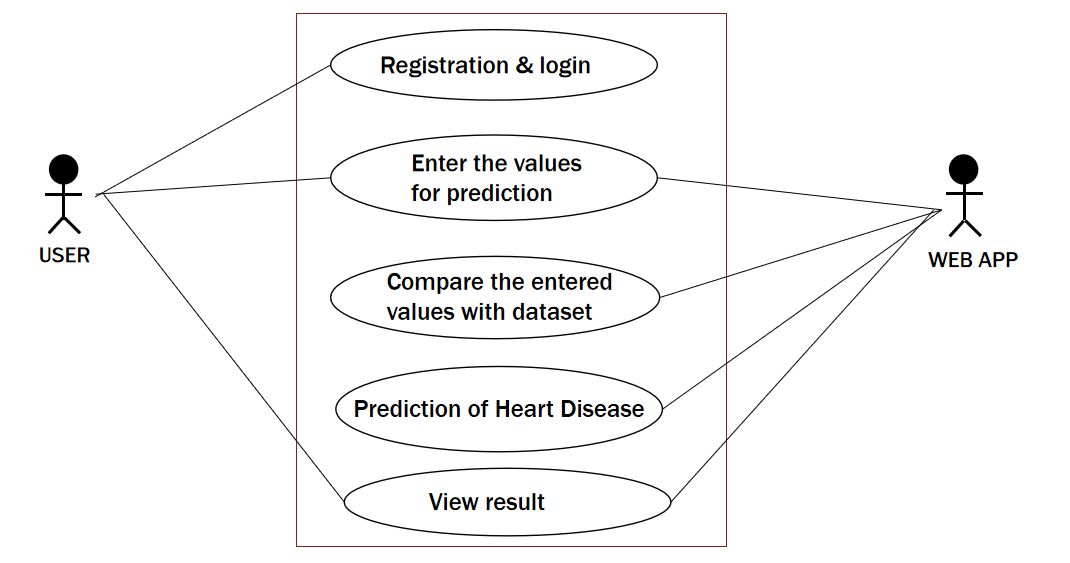 Registration & login
Enter the values
for prediction
USER
WEB APP
Compare the entered
values with dataset
Prediction of Heart Disease
View result